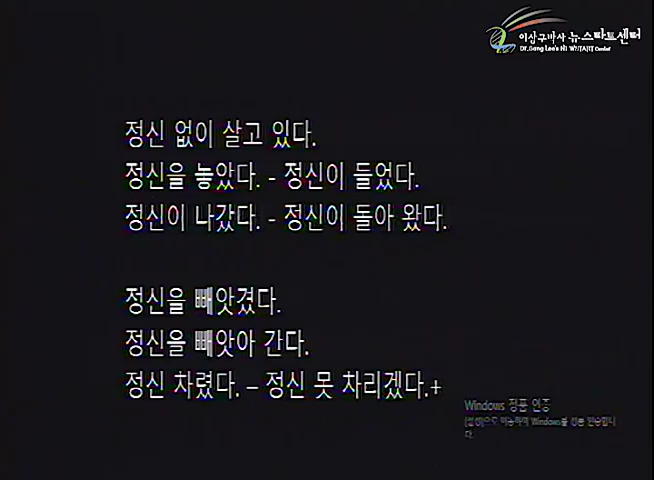 이상구박사 뉴스타트센터
정신 없이 살고 있다.
정신을 놓았다. - 정신이 들었다.
정신이 나갔다. - 정신이 돌아 왔다.
정신을 빼앗겼다.
정신을 빼앗아 간다.
정신 차렸다. – 정신 못 차리겠다.+
Windows 정품 인증